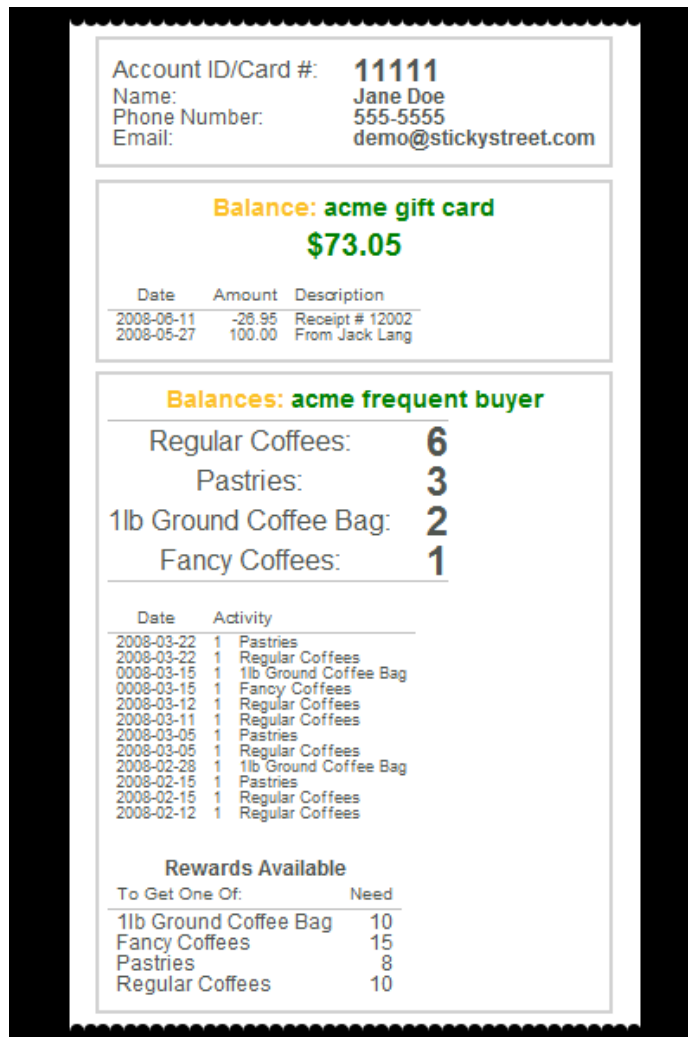 Account ID/Card #: 11111
Name: Jane Doe
Phone Number: 555-5555
Email: demo@stickystreet.com
Balance: acme gift card
$73.05
Date Amount Description
2008-06-11 -26.95 Receipt # 12002
2008-05-27 100.00 From Jack Lang
Balances: acme frequent buyer
Regular Coffees: 6
Pastries: 3
1lb Ground Coffee Bag: 2
Fancy Coffees: 1
Date Activity
2008-03-22 1 Pastries
2008-03-22 1 Regular Coffees
0008-03-15 1 1lb Ground Coffee Bag
0008-03-15 1 Fancy Coffees
2008-03-12 1 Regular Coffees
2008-03-11 1 Regular Coffees
2008-03-05 1 Pastries
2008-03-05 1 Regular Coffees
2008-02-28 1 1lb Ground Coffee Bag
2008-02-15 1 Pastries
2008-02-15 1 Regular Coffees
2008-02-12 1 Regular Coffees
Rewards Available
To Get One Of: Need
1lb Ground Coffee Bag 10
Fancy Coffees 15
Pastries 8
Regular Coffees 10